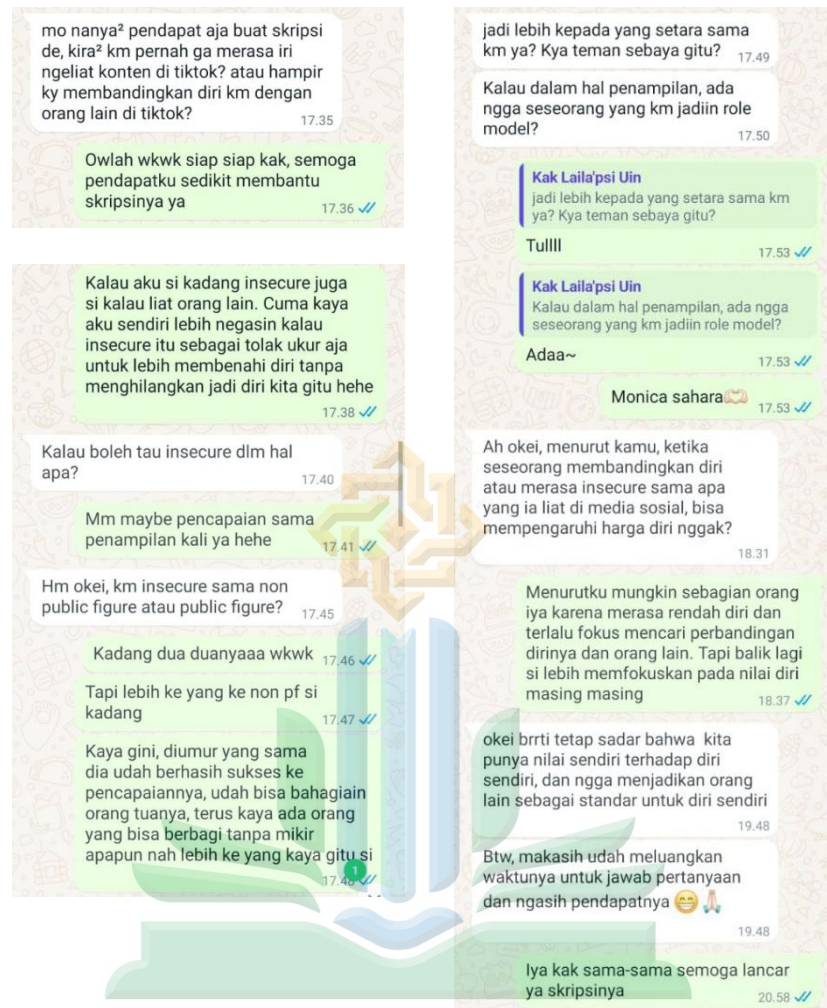 mo nanya² pendapat aja buat skripsi
de, kira² km pernah ga merasa iri
ngeliat konten di tiktok? atau hampir
ky membandingkan diri km dengan
orang lain di tiktok?
17.35
Owlah wkwk siap siap kak, semoga
pendapatku sedikit membantu
skripsinya ya
17.36
Kalau aku si kadang insecure juga
si kalau liat orang lain. Cuma kaya
aku sendiri lebih negasin kalau
insecure itu sebagai tolak ukur aja
untuk lebih membenahi diri tanpa
menghilangkan jadi diri kita gitu hehe
17.38
Kalau boleh tau insecure dlm hal
apa?
17.40
Mm maybe pencapaian sama
penampilan kali ya hehe
17.41
Hm okei, km insecure sama non
public figure atau public figure?
17.45
Kadang dua duanyaaa wkwk
17.46
Tapi lebih ke yang ke non pf si
kadang
17.47
Kaya gini, diumur yang sama
dia udah berhasih sukses ke
pencapaiannya, udah bisa bahagiain
orang tuanya, terus kaya ada orang
yang bisa berbagi tanpa mikir
apapun nah lebih ke yang kaya gitu si
1
17.48
jadi lebih kepada yang setara sama
km ya? Kya teman sebaya gitu?
17.49
Kalau dalam hal penampilan, ada
ngga seseorang yang km jadiin role
model?
17.50
Kak Laila'psi Uin
jadi lebih kepada yang setara sama km
ya? Kya teman sebaya gitu?
Tullll
17.53
Kak Laila'psi Uin
Kalau dalam hal penampilan, ada ngga
seseorang yang km jadiin role model?
Adaa~
17.53
Monica sahara🫶🏻
17.53
Ah okei, menurut kamu, ketika
seseorang membandingkan diri
atau merasa insecure sama apa
yang ia liat di media sosial, bisa
mempengaruhi harga diri nggak?
18.31
Menurutku mungkin sebagian orang
iya karena merasa rendah diri dan
terlalu fokus mencari perbandingan
dirinya dan orang lain. Tapi balik lagi
si lebih memfokuskan pada nilai diri
masing masing
18.37
okei brrti tetap sadar bahwa kita
punya nilai sendiri terhadap diri
sendiri, dan ngga menjadikan orang
lain sebagai standar untuk diri sendiri
19.48
Btw, makasih udah meluangkan
waktunya untuk jawab pertanyaan
dan ngasih pendapatnya 😁🙏🏻
19.48
Iya kak sama-sama semoga lancar
ya skripsinya
20.58